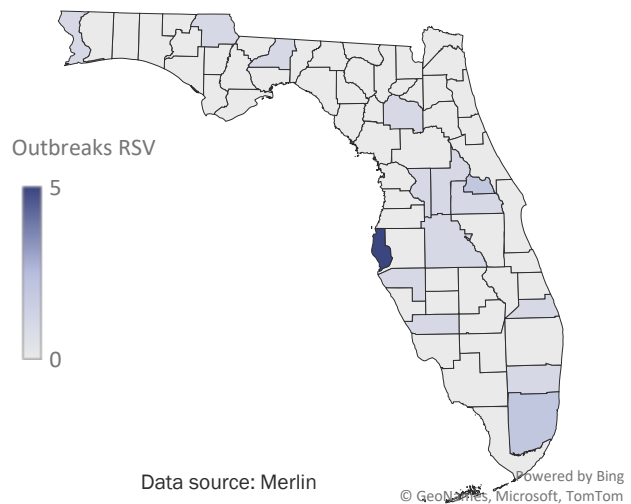 Outbreaks RSV
5
0
Data source: Merlin
Powered by Bing
© GeoNames, Microsoft, TomTom